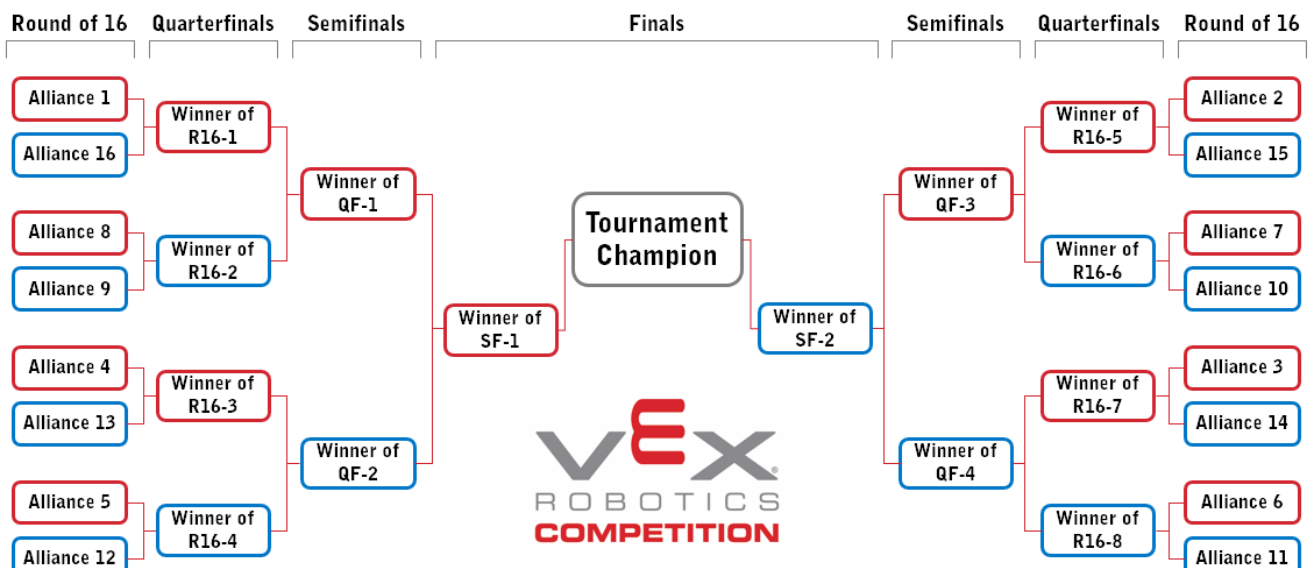 Round of 16
Quarterfinals
Semifinals
Finals
Semifinals
Quarterfinals
Round of 16
Alliance 1
Alliance 16
Alliance 8
Alliance 9
Alliance 4
Alliance 13
Alliance 5
Alliance 12
Winner of
R16-1
Winner of
R16-2
Winner of
R16-3
Winner of
R16-4
Winner of
QF-1
Winner of
QF-2
Winner of
SF-1
Tournament
Champion
Winner of
SF-2
Winner of
QF-3
Winner of
QF-4
Winner of
R16-5
Winner of
R16-6
Winner of
R16-7
Winner of
R16-8
Alliance 2
Alliance 15
Alliance 7
Alliance 10
Alliance 3
Alliance 14
Alliance 6
Alliance 11
VEX®
ROBOTICS
COMPETITION